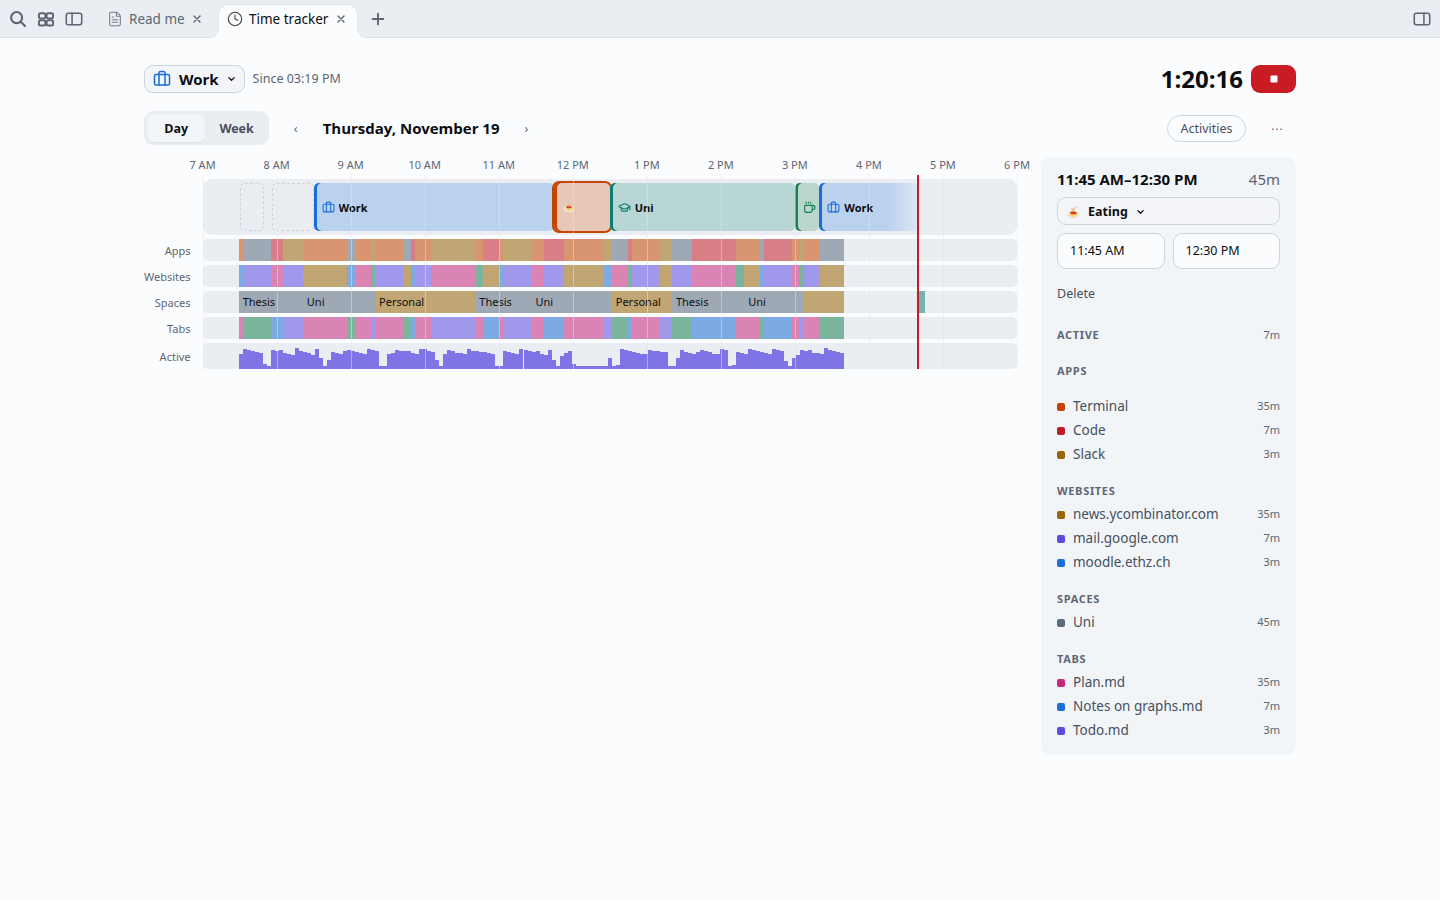 Read me
Time tracker
Work
Since 03:19 PM
1:20:16
Day
Week
Thursday, November 19
Activities
7 AM
8 AM
9 AM
10 AM
11 AM
12 PM
1 PM
2 PM
3 PM
4 PM
5 PM
6 PM
Work
Uni
Work
Apps
Websites
Spaces
Thesis
Uni
Personal
Thesis
Uni
Personal
Thesis
Uni
Tabs
Active
11:45 AM–12:30 PM
45m
Eating
11:45 AM
12:30 PM
Delete
ACTIVE
7m
APPS
Terminal
35m
Code
7m
Slack
3m
WEBSITES
news.ycombinator.com
35m
mail.google.com
7m
moodle.ethz.ch
3m
SPACES
Uni
45m
TABS
Plan.md
35m
Notes on graphs.md
7m
Todo.md
3m